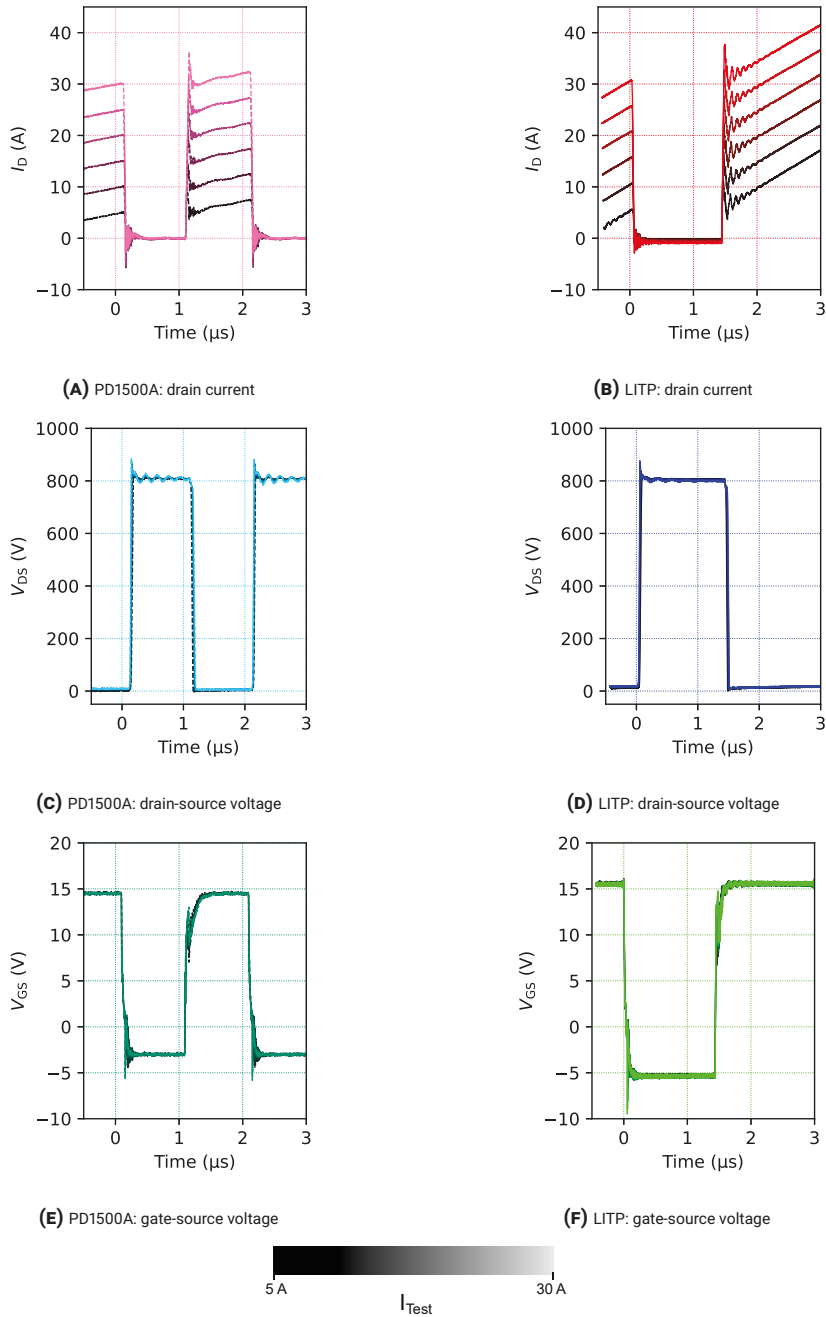 40
30
20
10
0
−10
I_D (A)
0 1 2 3
Time (µs)
(A) PD1500A: drain current
40
30
20
10
0
−10
I_D (A)
0 1 2 3
Time (µs)
(B) LITP: drain current
1000
800
600
400
200
0
V_DS (V)
0 1 2 3
Time (µs)
(C) PD1500A: drain-source voltage
1000
800
600
400
200
0
V_DS (V)
0 1 2 3
Time (µs)
(D) LITP: drain-source voltage
20
15
10
5
0
−5
−10
V_GS (V)
0 1 2 3
Time (µs)
(E) PD1500A: gate-source voltage
20
15
10
5
0
−5
−10
V_GS (V)
0 1 2 3
Time (µs)
(F) LITP: gate-source voltage
5 A 30 A
I_Test